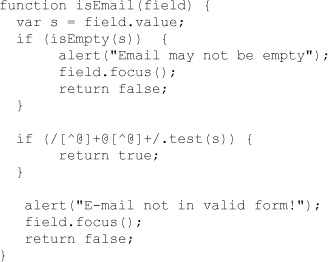 function isEmail(field) {
  var s = field.value;
  if (isEmpty(s))  {
       alert("Email may not be empty");
       field.focus();
       return false;
  }

  if (/[^@]+@[^@]+/.test(s)) {
       return true;
  }

   alert("E-mail not in valid form!");
   field.focus();
   return false;
}